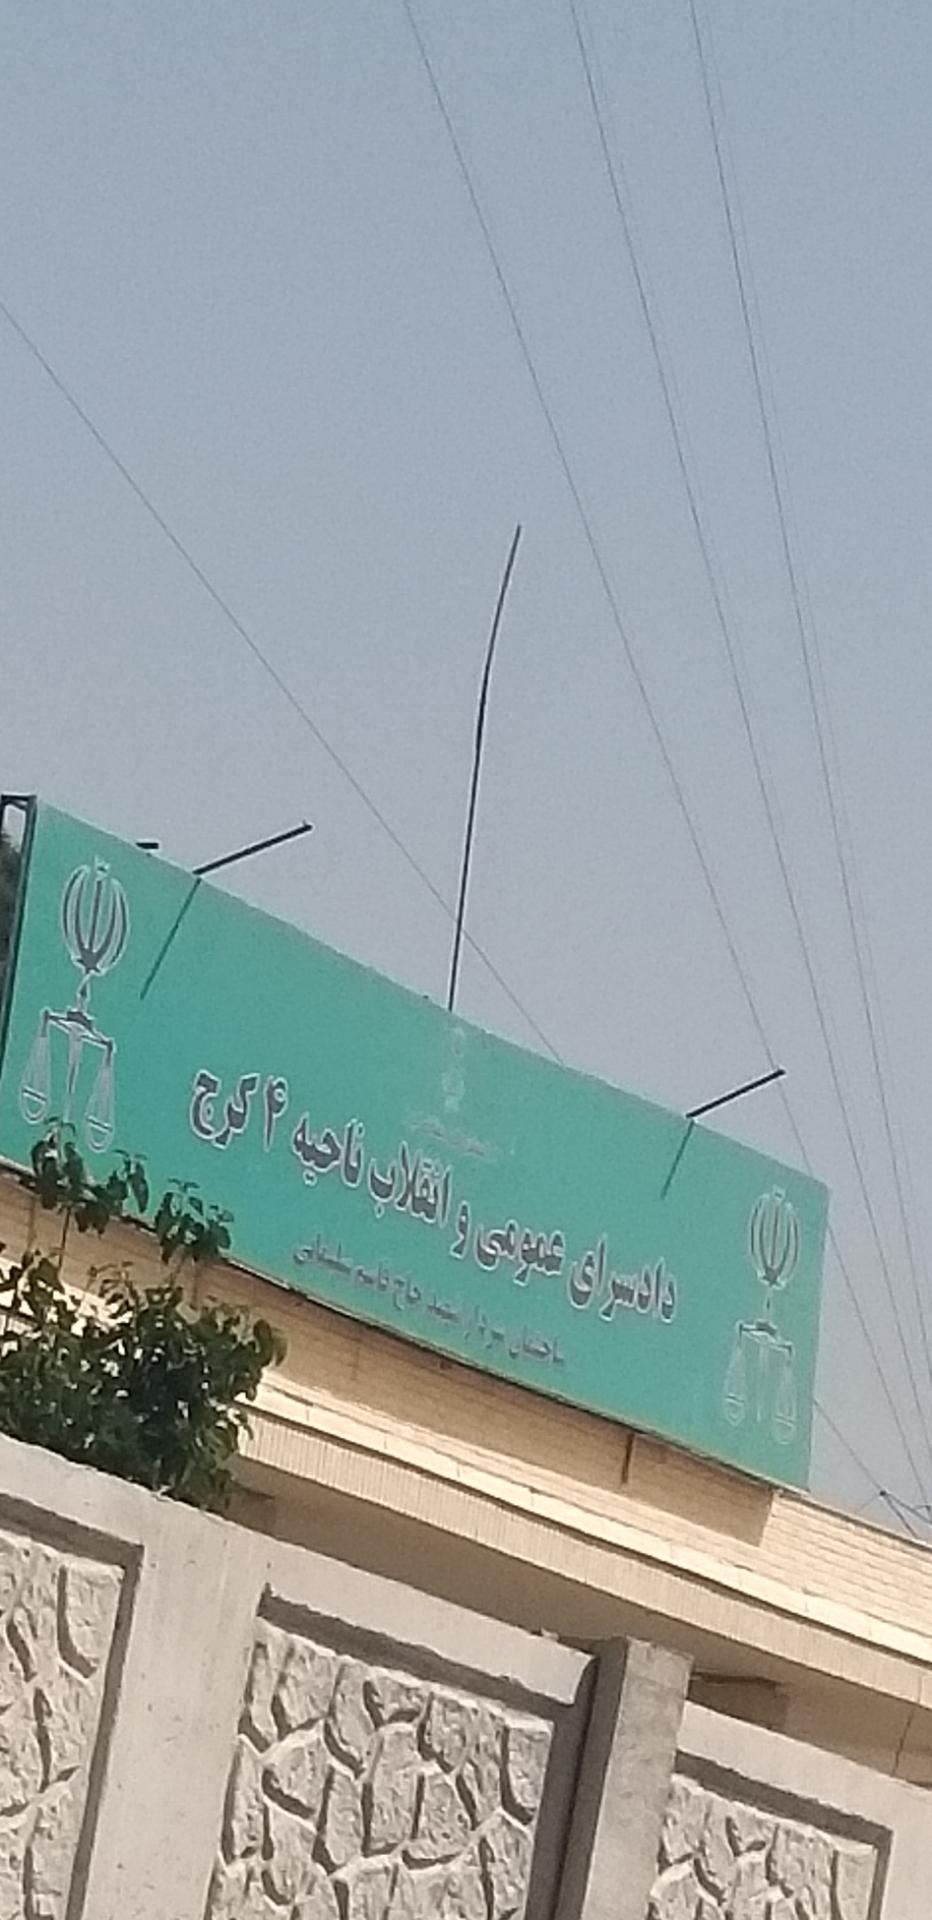 دادسرای عمومی و انقلاب ناحیه ۴ کرج
ساختمان سردار شهید حاج قاسم سلیمانی